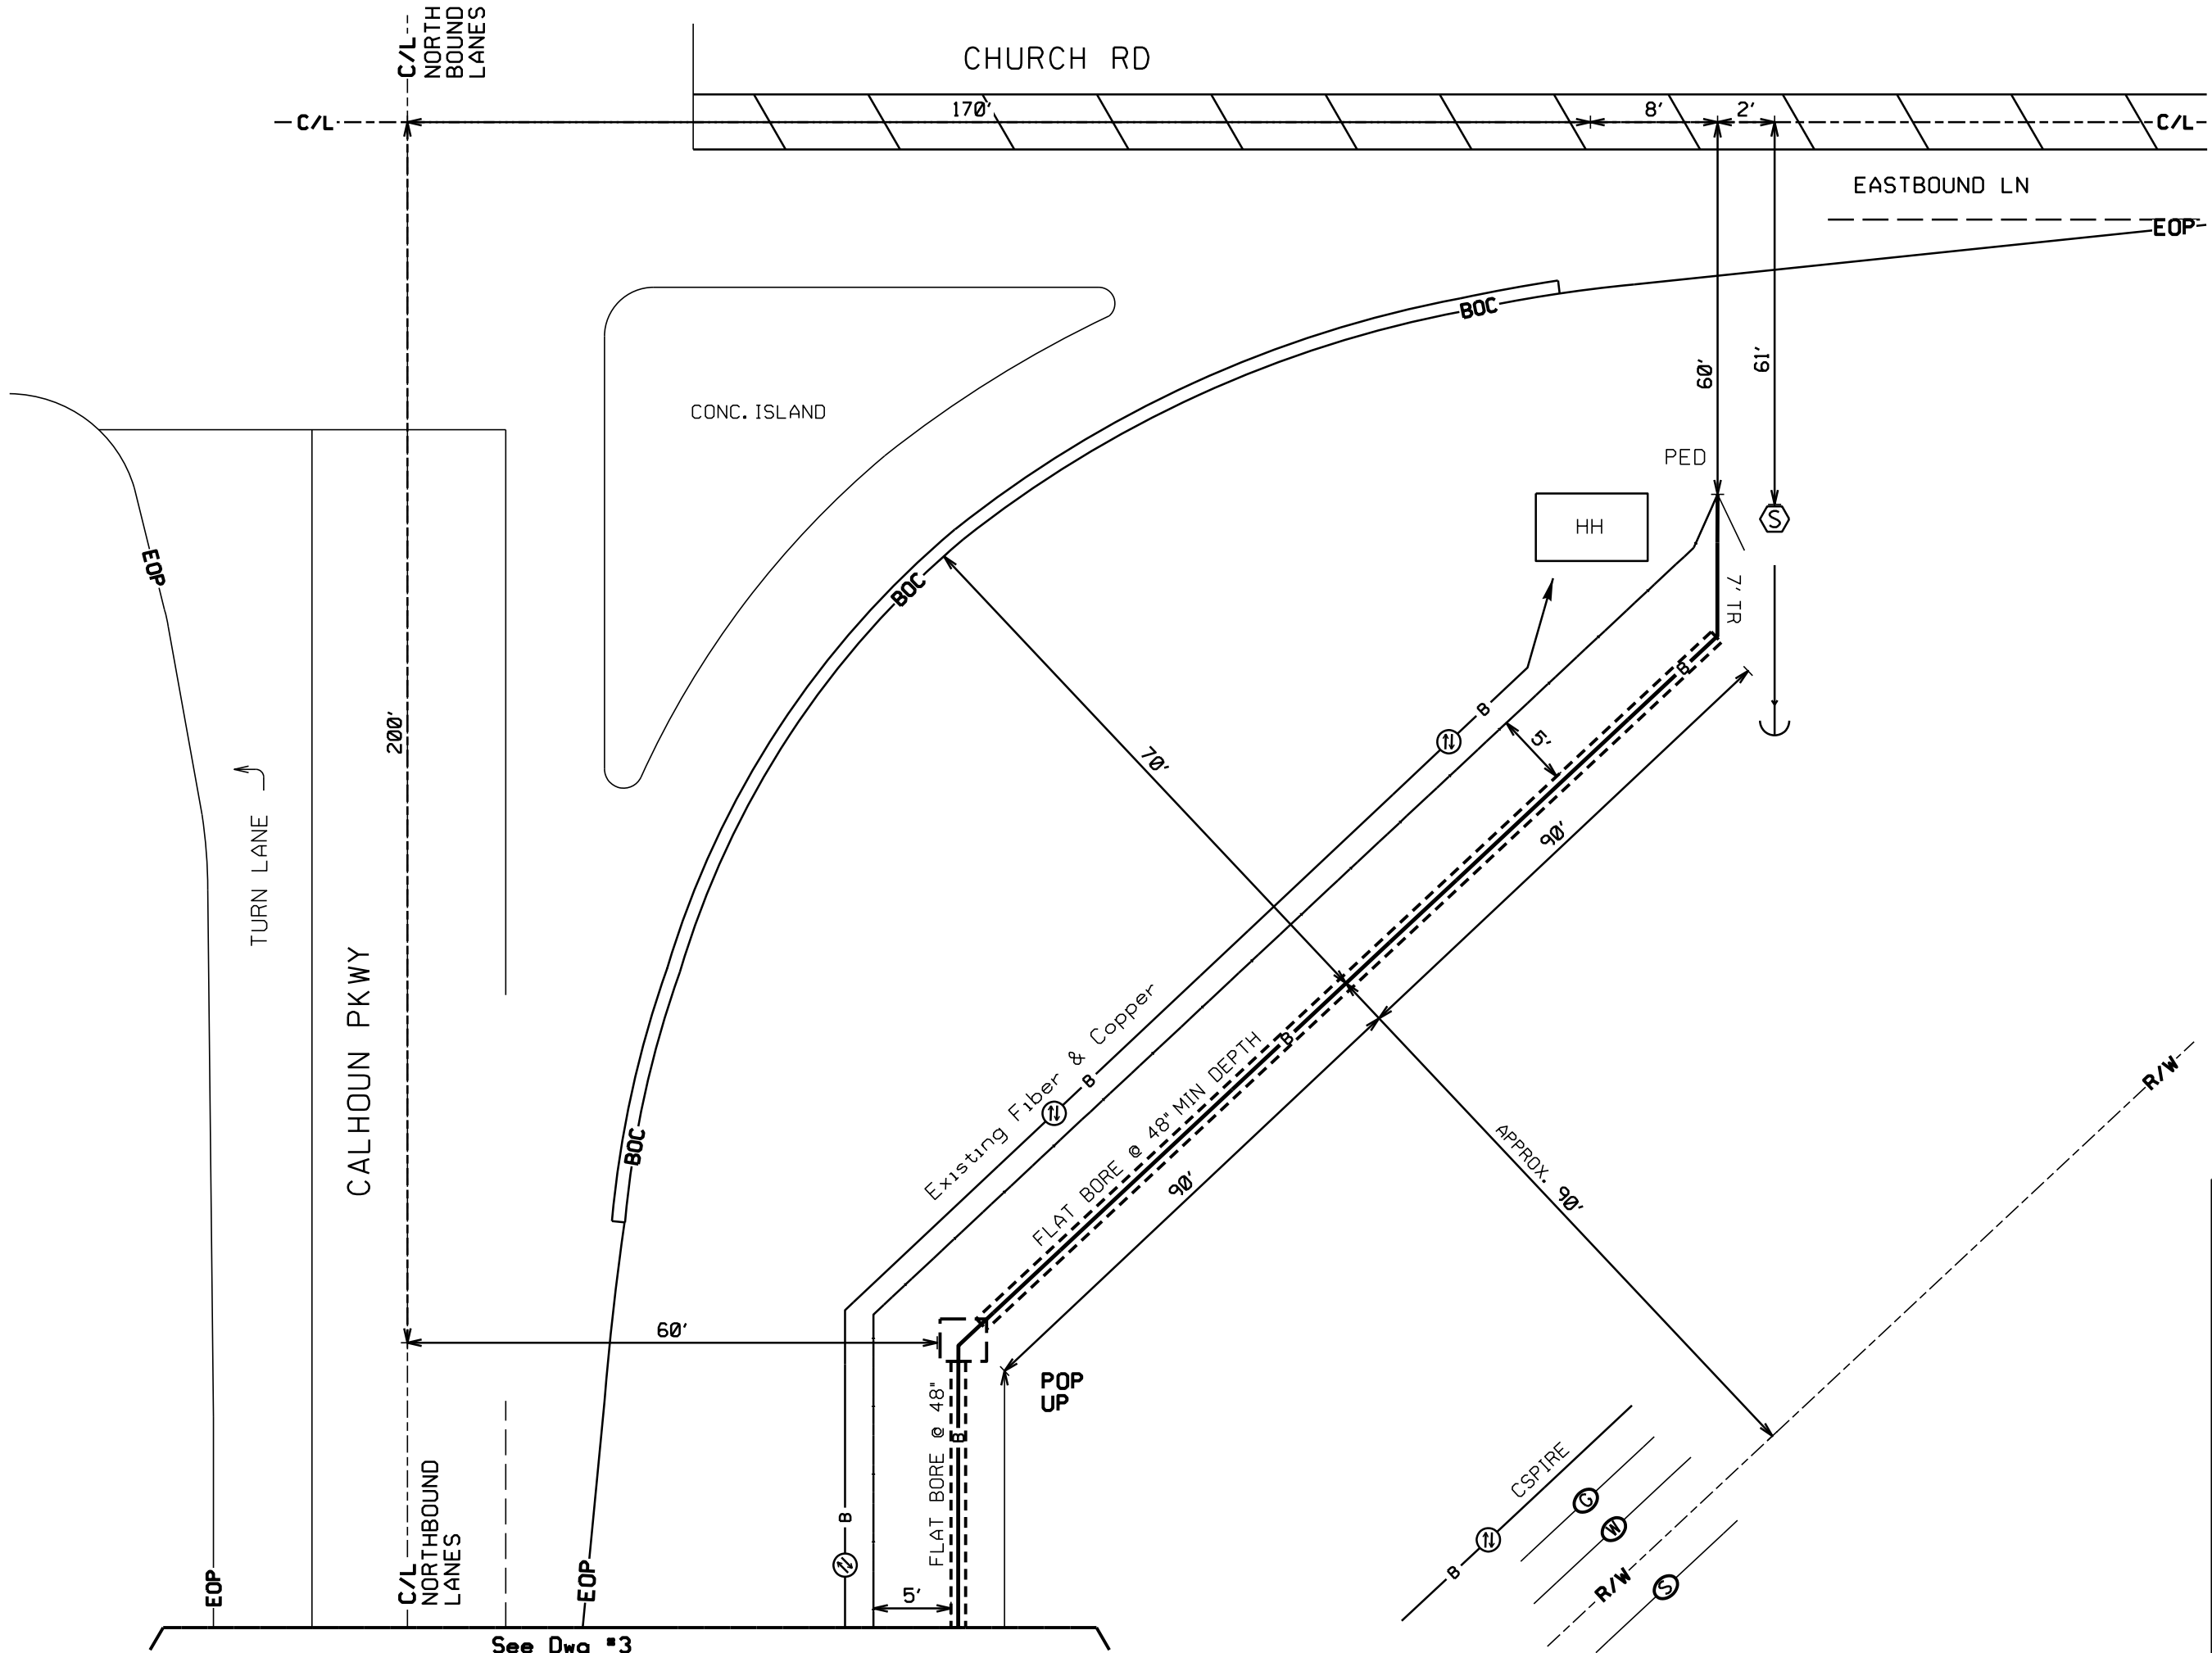 C/L
NORTH
BOUND
LANES
CHURCH RD
C/L
170'
8'
2'
C/L
EASTBOUND LN
EOP
BOC
CONC. ISLAND
60'
61'
PED
HH
S
EOP
BOC
7' TR
B
B
5'
200'
70'
90'
TURN LANE
CALHOUN PKWY
Existing Fiber & Copper
B
B
FLAT BORE @ 48" MIN DEPTH
90'
APPROX. 90'
R/W
BOC
60'
POP
UP
FLAT BORE @ 48"
B
B
5'
CSPIRE
B
G
W
R/W
S
EOP
C/L
NORTHBOUND
LANES
EOP
See Dwg #3